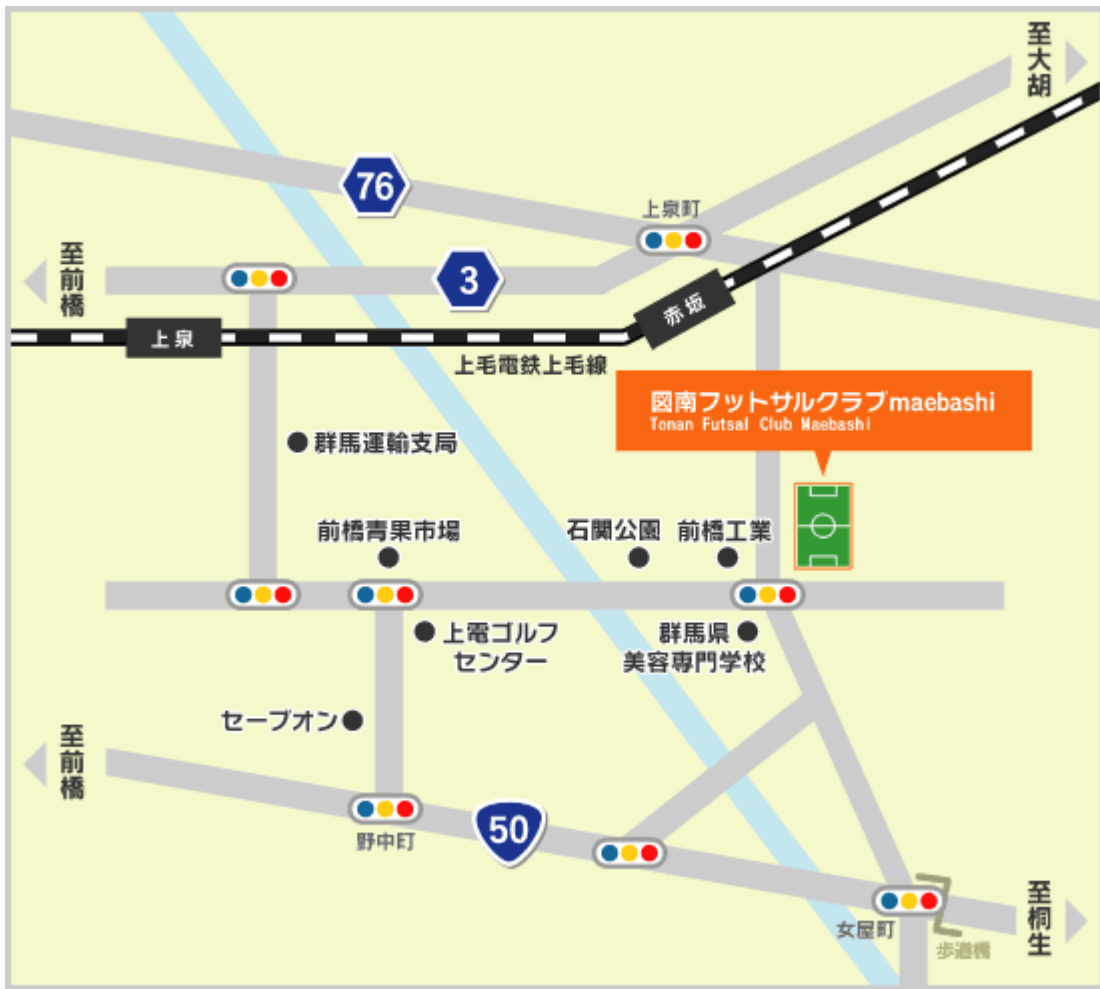 至大胡
76
上泉町
至前橋
3
赤坂
上泉
上毛電鉄上毛線
図南フットサルクラブmaebashi
Tonan Futsal Club Maebashi
群馬運輸支局
前橋青果市場
石関公園
前橋工業
上電ゴルフ
センター
群馬県
美容専門学校
セーブオン
至前橋
50
野中町
至桐生
女屋町
歩道橋